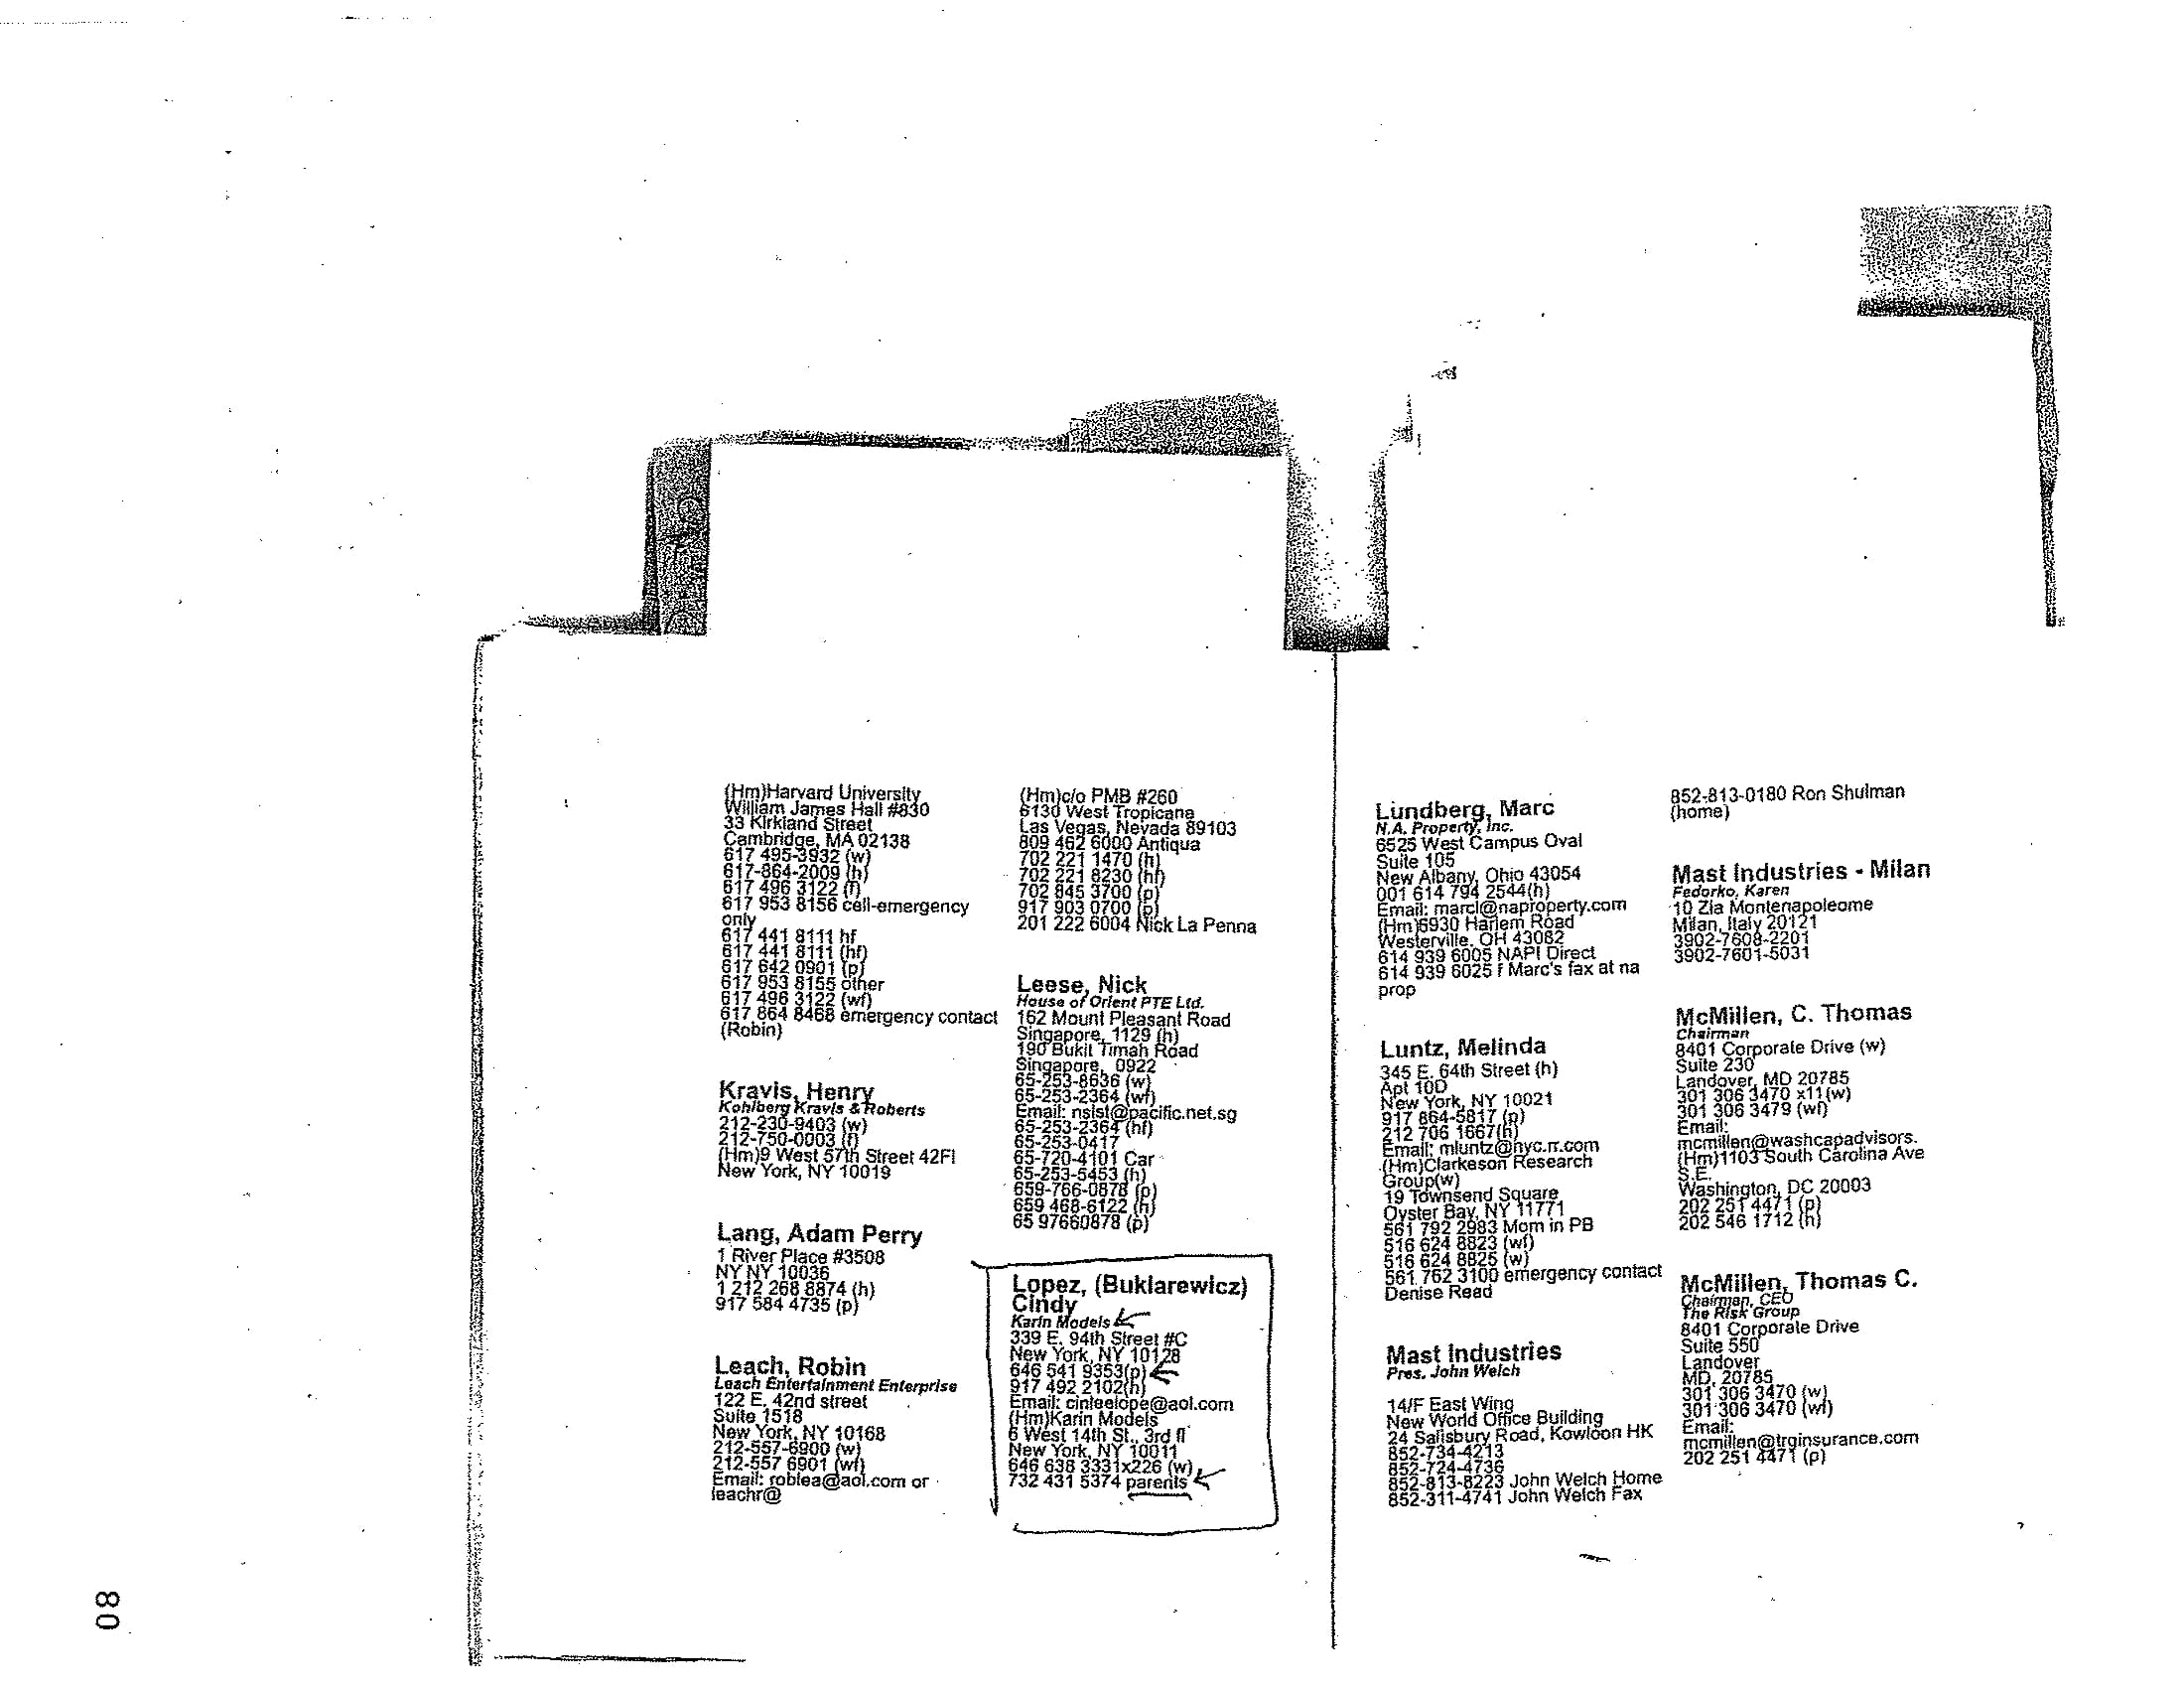 (Hm)Harvard University
William James Hall #830
33 Kirkland Street
Cambridge, MA 02138
617 495-3932 (w)
617-864-2009 (h)
617 496 3122 (f)
617 953 8156 cell-emergency
only
617 441 8111 hf
617 441 8111 (hf)
617 642 0901 (p)
617 953 8155 other
617 496 3122 (wf)
617 864 8468 emergency contact
(Robin)
Kravis, Henry
Kohlberg Kravis & Roberts
212-230-9403 (w)
212-750-0003 (f)
(Hm)9 West 57th Street 42Fl
New York, NY 10019
Lang, Adam Perry
1 River Place #3508
NY NY 10036
1 212 268 8874 (h)
917 584 4735 (p)
Leach, Robin
Leach Entertainment Enterprise
122 E. 42nd street
Suite 1518
New York, NY 10168
212-557-6900 (w)
212-557 6901 (wf)
Email: roblea@aol.com or
leachr@
(Hm)c/o PMB #260
6130 West Tropicana
Las Vegas, Nevada 89103
809 462 6000 Antiqua
702 221 1470 (h)
702 221 8230 (hf)
702 845 3700 (p)
917 903 0700 (p)
201 222 6004 Nick La Penna
Leese, Nick
House of Orient PTE Ltd.
162 Mount Pleasant Road
Singapore, 1129 (h)
190 Bukit Timah Road
Singapore, 0922
65-253-8636 (w)
65-253-2364 (wf)
Email: nslsl@pacific.net.sg
65-253-2364 (hf)
65-253-0417
65-720-4101 Car
65-253-5453 (h)
659-766-0878 (p)
659 468-6122 (h)
65 97660878 (p)
Lopez, (Buklarewicz)
Cindy
Karin Models
339 E. 94th Street #C
New York, NY 10128
646 541 9353(p)
917 492 2102(h)
Email: cinleelope@aol.com
(Hm)Karin Models
6 West 14th St., 3rd fl
New York, NY 10011
646 638 3331x226 (w)
732 431 5374 parents
Lundberg, Marc
N.A. Property, Inc.
6525 West Campus Oval
Suite 105
New Albany, Ohio 43054
001 614 794 2544(h)
Email: marcl@naproperty.com
(Hm)6930 Harlem Road
Westerville, OH 43082
614 939 6005 NAPI Direct
614 939 6025 f Marc's fax at na
prop
Luntz, Melinda
345 E. 64th Street (h)
Apt 10D
New York, NY 10021
917 864-5817 (p)
212 706 1667(h)
Email: mluntz@nyc.rr.com
(Hm)Clarkeson Research
Group(w)
19 Townsend Square
Oyster Bay, NY 11771
561 792 2983 Mom in PB
516 624 8823 (wf)
516 624 8825 (w)
561 762 3100 emergency contact
Denise Read
Mast Industries
Pres. John Welch
14/F East Wing
New World Office Building
24 Salisbury Road, Kowloon HK
852-734-4213
852-724-4736
852-813-8223 John Welch Home
852-311-4741 John Welch Fax
852-813-0180 Ron Shulman
(home)
Mast Industries - Milan
Fedorko, Karen
10 Zia Montenapoleome
Milan, Italy 20121
3902-7608-2201
3902-7601-5031
McMillen, C. Thomas
Chairman
8401 Corporate Drive (w)
Suite 230
Landover, MD 20785
301 306 3470 x11(w)
301 306 3479 (wf)
Email:
mcmillen@washcapadvisors.
(Hm)1103 South Carolina Ave
S.E.
Washington, DC 20003
202 251 4471 (p)
202 546 1712 (h)
McMillen, Thomas C.
Chairman, CEO
The Risk Group
8401 Corporate Drive
Suite 550
Landover
MD, 20785
301 306 3470 (w)
301 306 3470 (wf)
Email:
mcmillen@trginsurance.com
202 251 4471 (p)
80